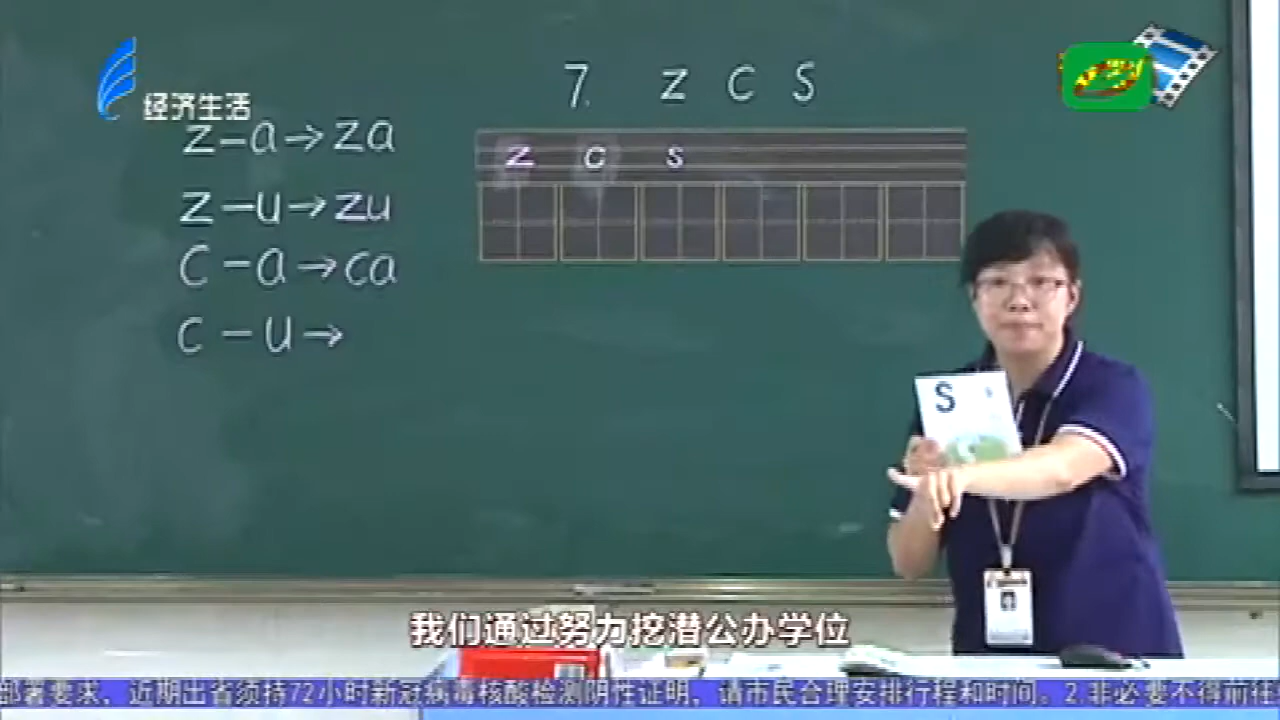 经济生活
7. z c s
z-a→za
z c s
z-u→zu
c-a→ca
c-u→
s
我们通过努力挖潜公办学位
部署要求，近期出省须持72小时新冠病毒核酸检测阴性证明，请市民合理安排行程和时间。2.非必要不得前往